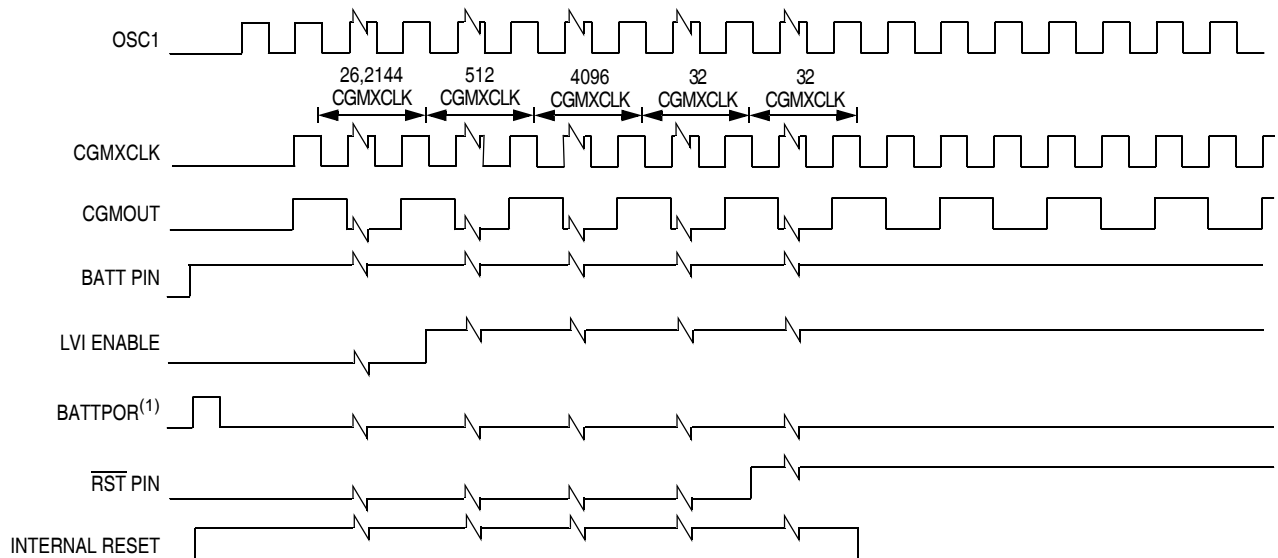 OSC1
26,2144
CGMXCLK
512
CGMXCLK
4096
CGMXCLK
32
CGMXCLK
32
CGMXCLK
CGMXCLK
CGMOUT
BATT PIN
LVI ENABLE
BATTPOR(1)
RST PIN
INTERNAL RESET